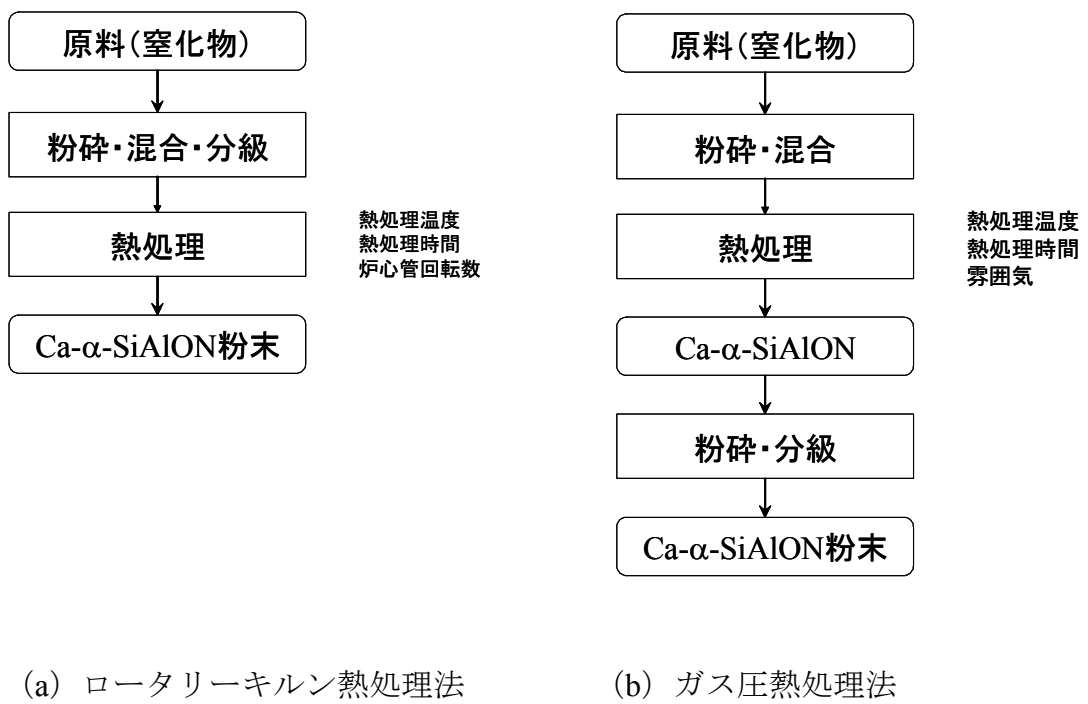 原料(窒化物)
粉砕・混合・分級
熱処理
熱処理温度
熱処理時間
炉心管回転数
Ca-α-SiAlON粉末
(a) ロータリーキルン熱処理法
原料(窒化物)
粉砕・混合
熱処理
熱処理温度
熱処理時間
雰囲気
Ca-α-SiAlON
粉砕・分級
Ca-α-SiAlON粉末
(b) ガス圧熱処理法